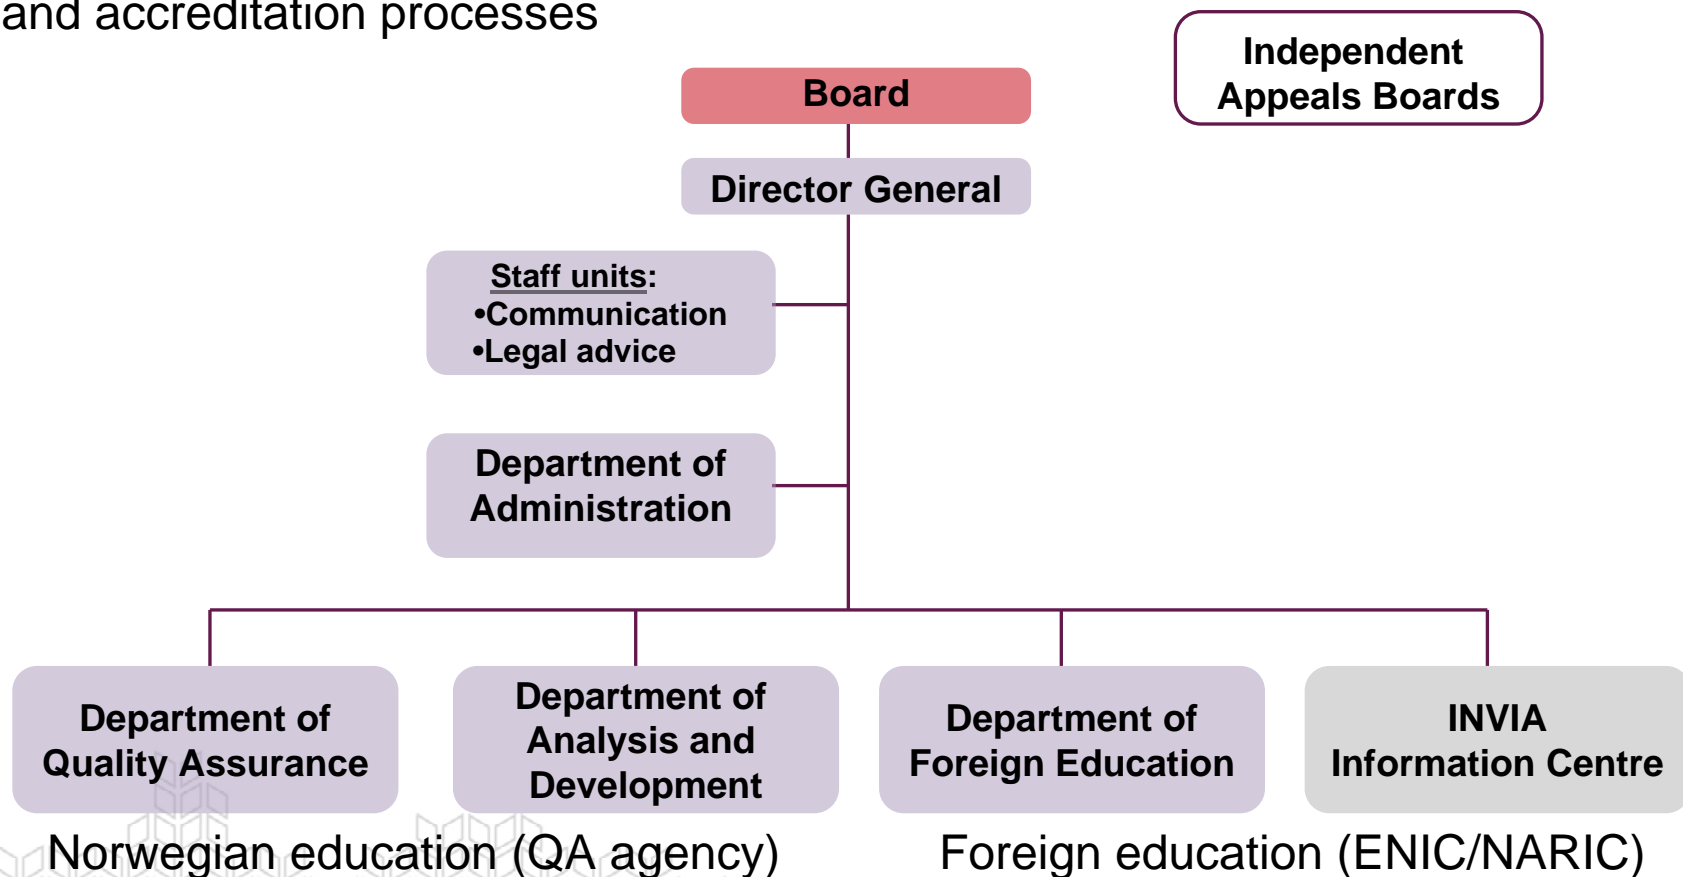 and accreditation processes
Independent
Appeals Boards
Board
Director General
Staff units:
•Communication
•Legal advice
Department of
Administration
Department of
Quality Assurance
Department of
Analysis and
Development
Department of
Foreign Education
INVIA
Information Centre
Norwegian education (QA agency)
Foreign education (ENIC/NARIC)